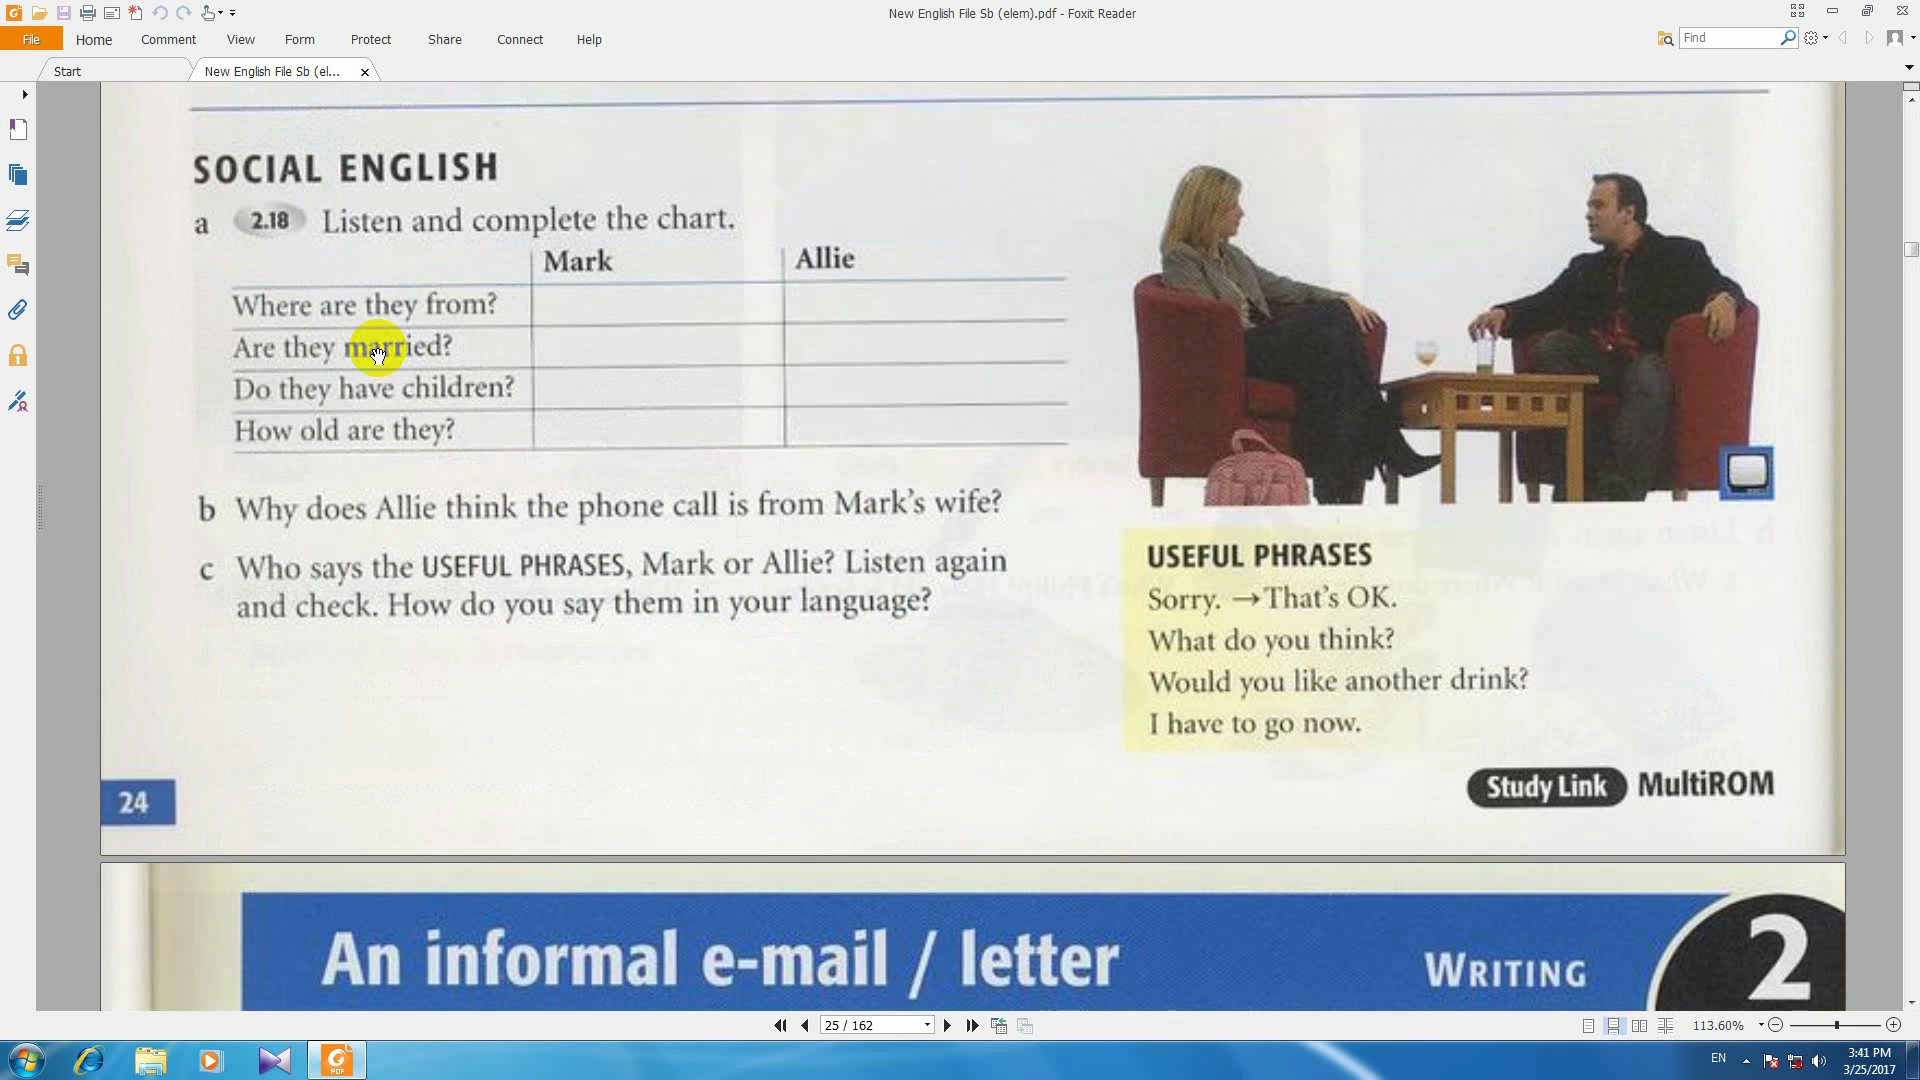 New English File Sb (elem).pdf - Foxit Reader
File Home Comment View Form Protect Share Connect Help
Find
Start
New English File Sb (el...
SOCIAL ENGLISH
a 2.18 Listen and complete the chart.
Mark Allie
Where are they from?
Are they married?
Do they have children?
How old are they?
b Why does Allie think the phone call is from Mark's wife?
c Who says the USEFUL PHRASES, Mark or Allie? Listen again
and check. How do you say them in your language?
USEFUL PHRASES
Sorry. →That's OK.
What do you think?
Would you like another drink?
I have to go now.
Study Link MultiROM
24
An informal e-mail / letter
WRITING
2
25 / 162
113.60%
EN
3:41 PM
3/25/2017